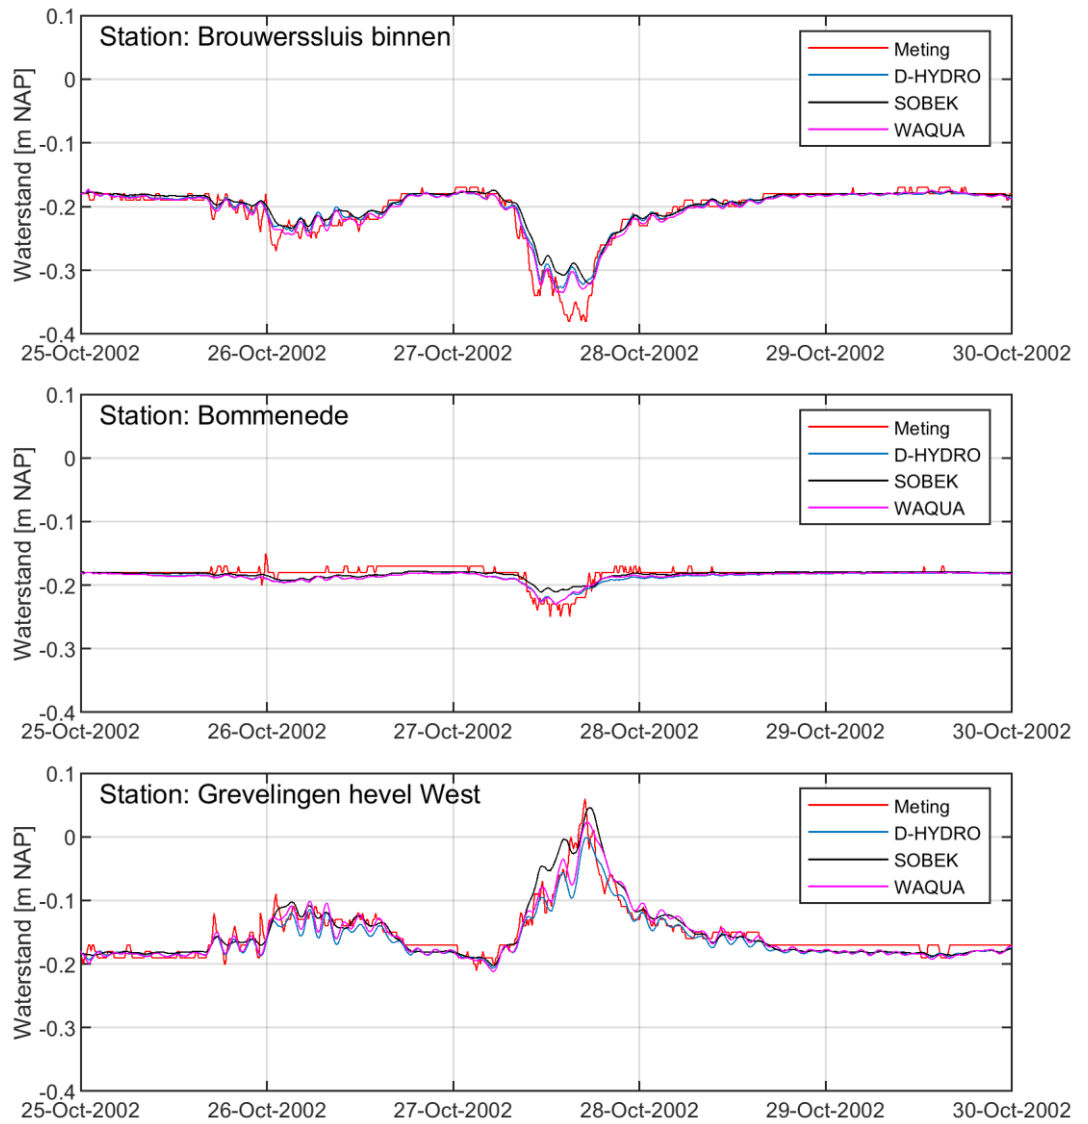 Station: Brouwerssluis binnen
Waterstand [m NAP]
0.1
0
-0.1
-0.2
-0.3
-0.4
Meting
D-HYDRO
SOBEK
WAQUA
25-Oct-2002 26-Oct-2002 27-Oct-2002 28-Oct-2002 29-Oct-2002 30-Oct-2002
Station: Bommenede
Waterstand [m NAP]
0.1
0
-0.1
-0.2
-0.3
-0.4
Meting
D-HYDRO
SOBEK
WAQUA
25-Oct-2002 26-Oct-2002 27-Oct-2002 28-Oct-2002 29-Oct-2002 30-Oct-2002
Station: Grevelingen hevel West
Waterstand [m NAP]
0.1
0
-0.1
-0.2
-0.3
-0.4
Meting
D-HYDRO
SOBEK
WAQUA
25-Oct-2002 26-Oct-2002 27-Oct-2002 28-Oct-2002 29-Oct-2002 30-Oct-2002